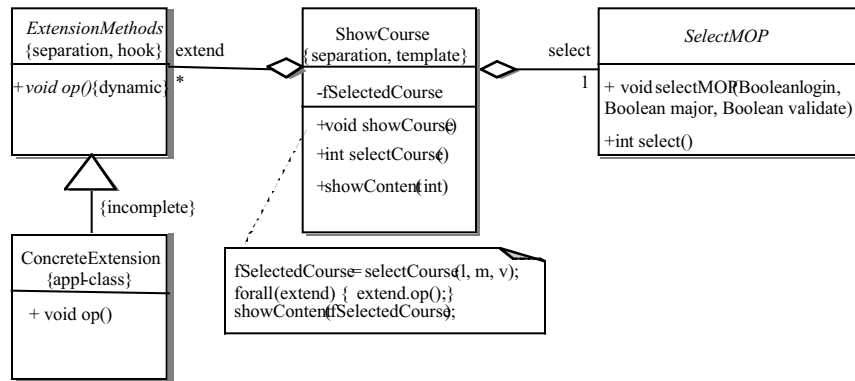 ExtensionMethods
{separation, hook}
+void op(){dynamic}
extend
*
ShowCourse
{separation, template}
-fSelectedCourse
+void showCourse()
+int selectCourse()
+showContent(int)
select
1
SelectMOP
+ void selectMOP(Booleanlogin,
Boolean major, Boolean validate)
+int select()
{incomplete}
ConcreteExtension
{appl-class}
+ void op()
fSelectedCourse= selectCourse(l, m, v);
forall(extend) { extend.op();}
showContent(fSelectedCourse);